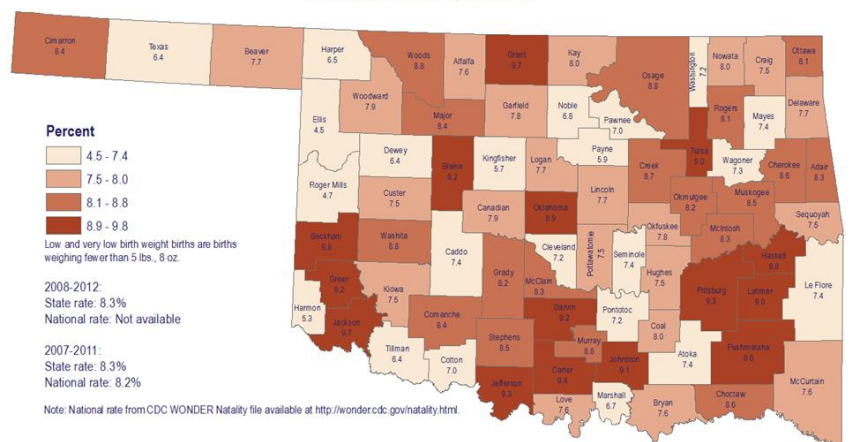 Cimarron
8.4
Texas
6.4
Beaver
7.7
Harper
6.5
Woods
8.8
Alfalfa
7.6
Grant
9.7
Kay
8.0
Osage
8.8
Washington
7.2
Nowata
8.0
Craig
7.5
Ottawa
8.1
Ellis
4.5
Woodward
7.9
Major
8.4
Garfield
7.8
Noble
6.8
Pawnee
7.0
Rogers
8.1
Mayes
7.4
Delaware
7.7
Percent
4.5 - 7.4
7.5 - 8.0
8.1 - 8.8
8.9 - 9.8
Low and very low birth weight births are births
weighing fewer than 5 lbs., 8 oz.
2008-2012:
State rate: 8.3%
National rate: Not available
2007-2011:
State rate: 8.3%
National rate: 8.2%
Dewey
6.4
Blaine
9.2
Kingfisher
5.7
Logan
7.7
Payne
5.9
Creek
8.7
Tulsa
9.0
Wagoner
7.3
Cherokee
8.6
Adair
8.3
Roger Mills
4.7
Custer
7.5
Canadian
7.9
Oklahoma
8.9
Lincoln
7.7
Okmulgee
8.2
Muskogee
8.5
Sequoyah
7.5
Beckham
Washita
8.8
Caddo
7.4
Grady
8.2
McClain
8.3
Cleveland
7.2
Pottawatomie
7.5
Seminole
7.4
Okfuskee
7.8
McIntosh
8.3
Haskell
Hughes
7.5
Pittsburg
9.3
Latimer
9.0
Le Flore
7.4
Greer
9.2
Harmon
5.3
Jackson
9.7
Kiowa
7.5
Comanche
8.4
Tillman
6.4
Cotton
7.0
Stephens
8.5
Garvin
9.2
Murray
8.8
Pontotoc
7.2
Coal
8.0
Atoka
7.4
Pushmataha
McCurtain
7.6
Jefferson
9.3
Carter
9.4
Johnston
9.1
Love
Marshall
6.7
Bryan
7.6
Choctaw
8.6
Note: National rate from CDC WONDER Natality file available at http://wonder.cdc.gov/natality.html.